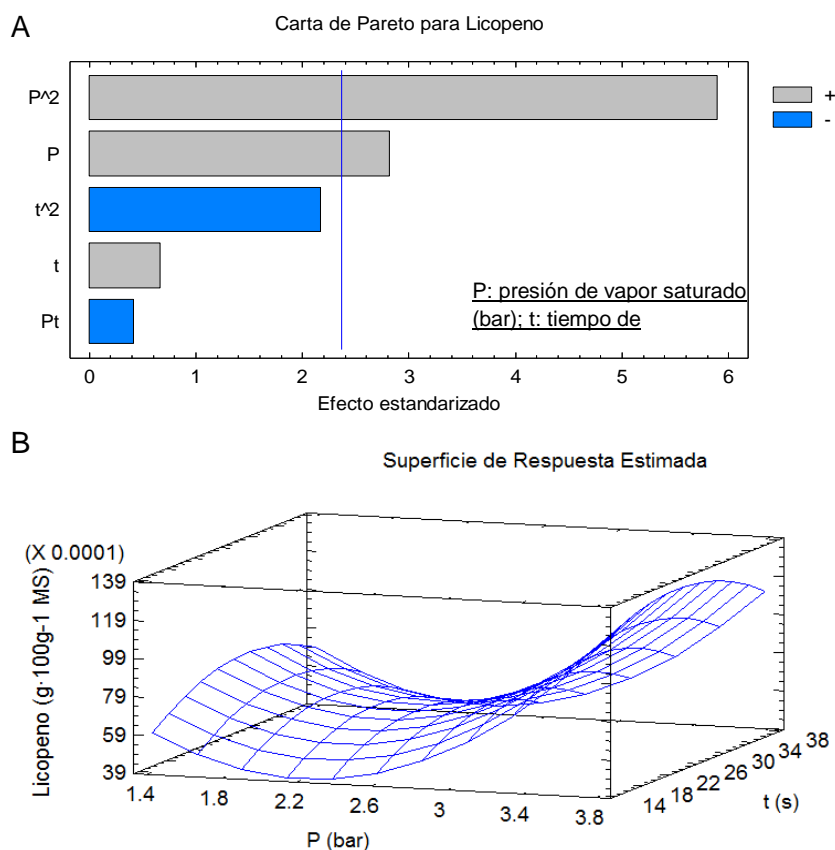 A
Carta de Pareto para Licopeno
P^2
P
t^2
t
Pt
+
-
P: presión de vapor saturado
(bar); t: tiempo de
0 1 2 3 4 5 6
Efecto estandarizado
B
Superficie de Respuesta Estimada
(X 0.0001)
Licopeno (g·100g-1 MS)
139
119
99
79
59
39
1.4 1.8 2.2 2.6 3 3.4 3.8
P (bar)
14 18 22 26 30 34 38
t (s)